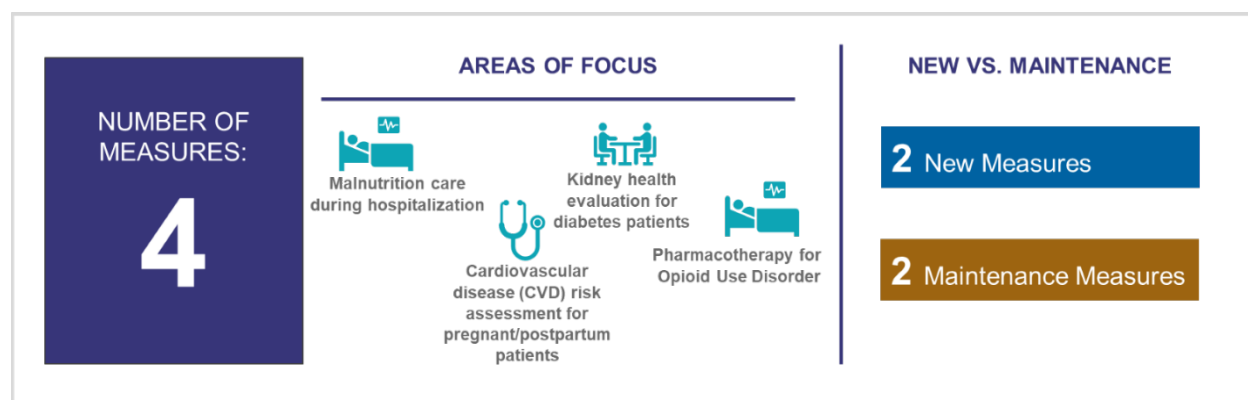 NUMBER OF
MEASURES:
4
AREAS OF FOCUS
Malnutrition care
during hospitalization
Cardiovascular
disease (CVD) risk
assessment for
pregnant/postpartum
patients
Kidney health
evaluation for
diabetes patients
Pharmacotherapy for
Opioid Use Disorder
NEW VS. MAINTENANCE
2 New Measures
2 Maintenance Measures